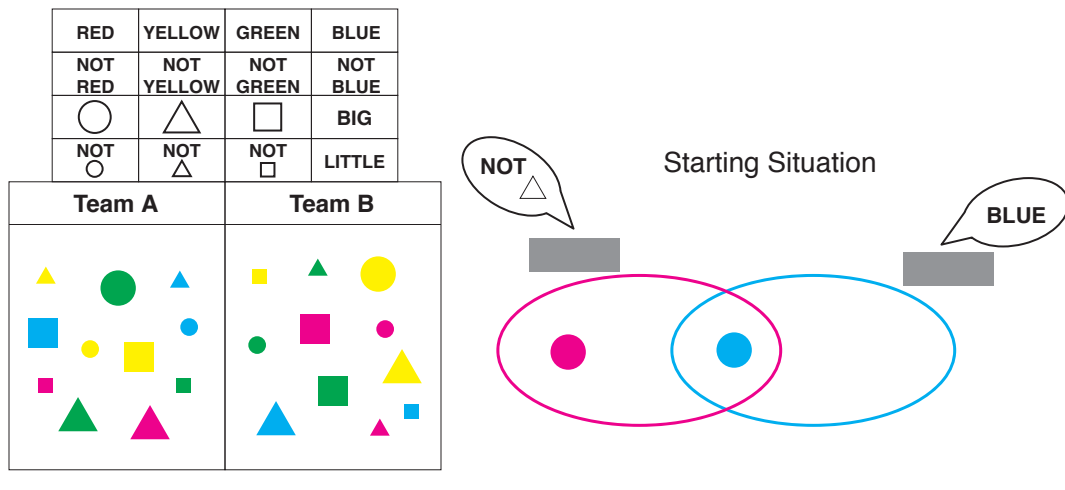 RED YELLOW GREEN BLUE
NOT NOT NOT NOT
RED YELLOW GREEN BLUE
BIG
NOT NOT NOT
LITTLE
Team A Team B
Starting Situation
NOT
BLUE